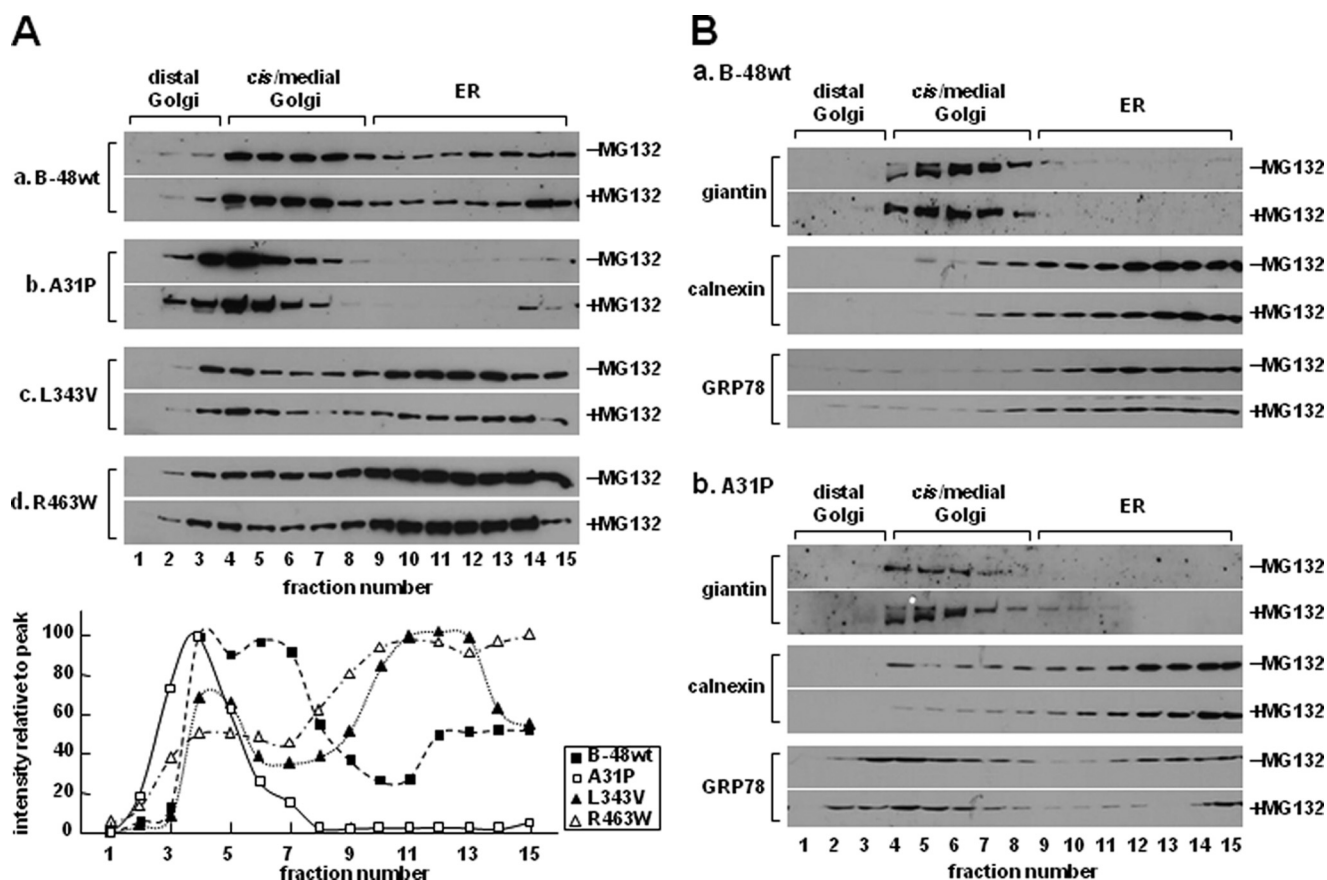 A
distal Golgi
cis/medial Golgi
ER
a. B-48wt
−MG132
+MG132
b. A31P
−MG132
+MG132
c. L343V
−MG132
+MG132
d. R463W
−MG132
+MG132
1 2 3 4 5 6 7 8 9 10 11 12 13 14 15
fraction number
intensity relative to peak
100
80
60
40
20
0
1 3 5 7 9 11 13 15
fraction number
B-48wt
A31P
L343V
R463W
B
a. B-48wt
distal Golgi
cis/medial Golgi
ER
giantin
−MG132
+MG132
calnexin
−MG132
+MG132
GRP78
−MG132
+MG132
b. A31P
distal Golgi
cis/medial Golgi
ER
giantin
−MG132
+MG132
calnexin
−MG132
+MG132
GRP78
−MG132
+MG132
1 2 3 4 5 6 7 8 9 10 11 12 13 14 15
fraction number